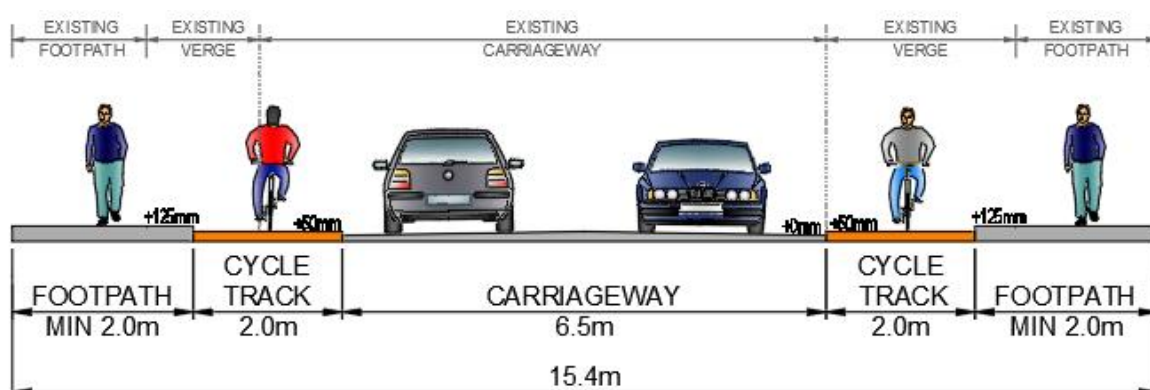 EXISTING EXISTING EXISTING EXISTING EXISTING
FOOTPATH VERGE CARRIAGEWAY VERGE FOOTPATH
+125mm +50mm +0mm +50mm +125mm
CYCLE CYCLE
FOOTPATH TRACK CARRIAGEWAY TRACK FOOTPATH
MIN 2.0m 2.0m 6.5m 2.0m MIN 2.0m
15.4m